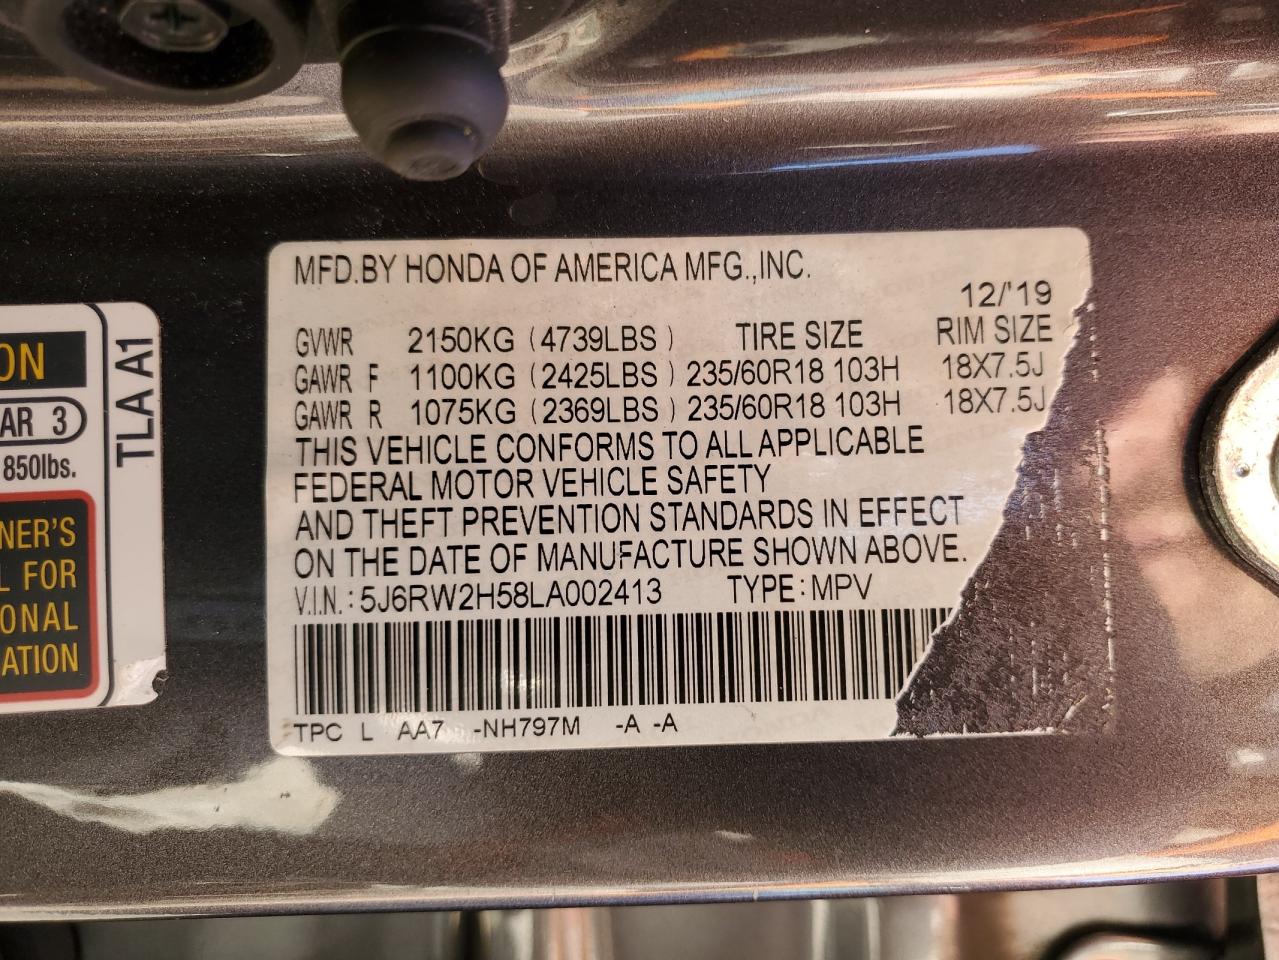 MFD.BY HONDA OF AMERICA MFG.,INC.
12/'19
GVWR 2150KG (4739LBS) TIRE SIZE RIM SIZE
GAWR F 1100KG (2425LBS) 235/60R18 103H 18X7.5J
GAWR R 1075KG (2369LBS) 235/60R18 103H 18X7.5J
THIS VEHICLE CONFORMS TO ALL APPLICABLE
FEDERAL MOTOR VEHICLE SAFETY
AND THEFT PREVENTION STANDARDS IN EFFECT
ON THE DATE OF MANUFACTURE SHOWN ABOVE.
V.I.N.: 5J6RW2H58LA002413 TYPE: MPV
TPC L AA7 -NH797M -A -A
ON
AR 3
850lbs.
NER'S
L FOR
ONAL
ATION
TLA A1